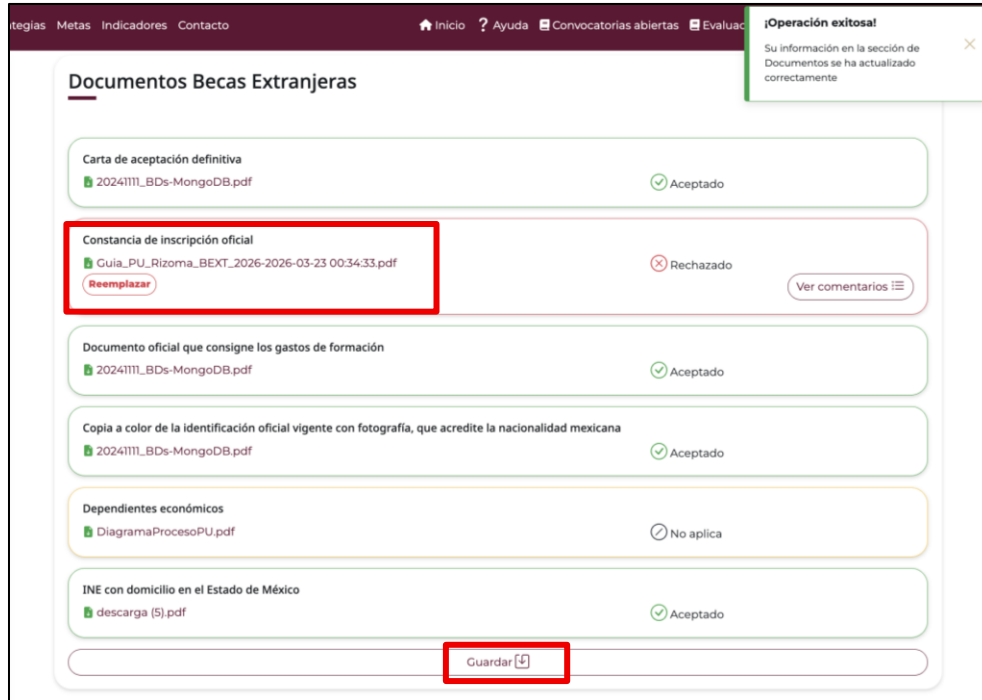 Metas Indicadores Contacto
Inicio ? Ayuda Convocatorias abiertas
¡Operación exitosa!
Su información en la sección de
Documentos se ha actualizado
correctamente
Documentos Becas Extranjeras
Carta de aceptación definitiva
20241111_BDs-MongoDB.pdf
Aceptado
Constancia de inscripción oficial
Guia_PU_Rizoma_BEXT_2026-2026-03-23 00:34:33.pdf
Rechazado
Reemplazar
Ver comentarios
Documento oficial que consigne los gastos de formación
20241111_BDs-MongoDB.pdf
Aceptado
Copia a color de la identificación oficial vigente con fotografía, que acredite la nacionalidad mexicana
20241111_BDs-MongoDB.pdf
Aceptado
Dependientes económicos
DiagramaProcesoPU.pdf
No aplica
INE con domicilio en el Estado de México
descarga (5).pdf
Aceptado
Guardar